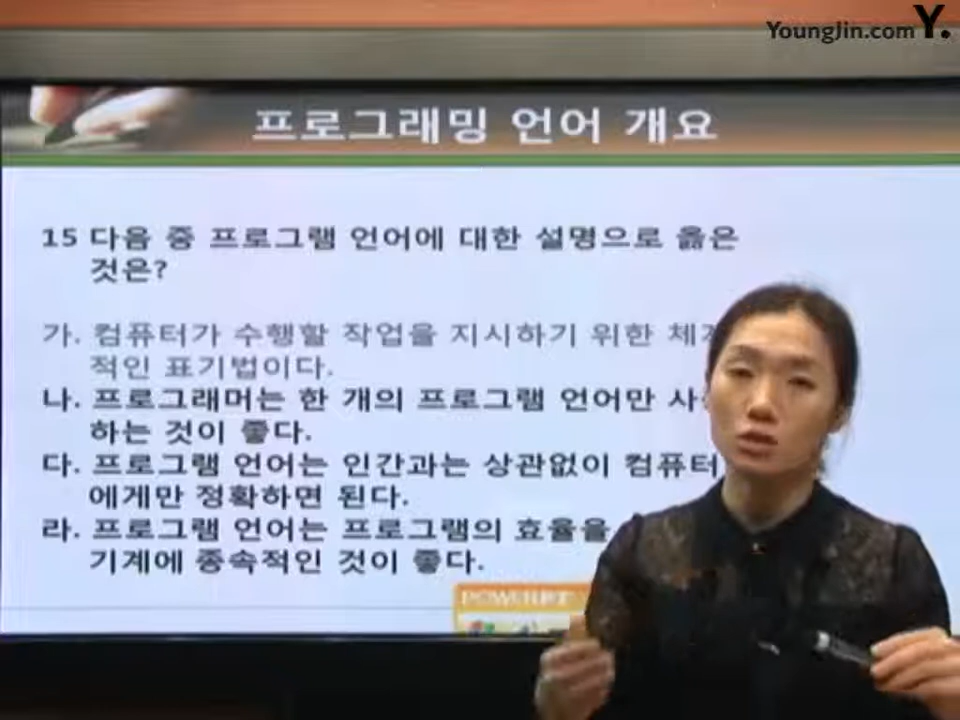 YoungJin.com Y.
프로그래밍 언어 개요
15 다음 중 프로그램 언어에 대한 설명으로 옳은
것은?
가. 컴퓨터가 수행할 작업을 지시하기 위한
적인 표기법이다.
나. 프로그래머는 한 개의 프로그램 언어만
하는 것이 좋다.
다. 프로그램 언어는 인간과는 상관없이 컴퓨터
에게만 정확하면 된다.
라. 프로그램 언어는 프로그램의 효율을
기계에 종속적인 것이 좋다.